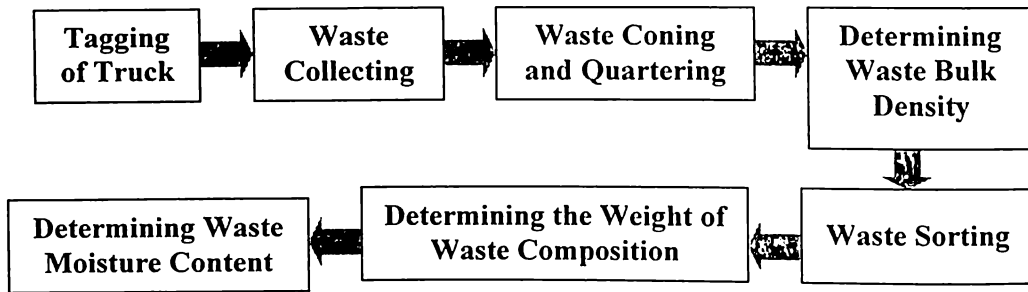 Tagging
of Truck
Waste
Collecting
Waste Coning
and Quartering
Determining
Waste Bulk
Density
Waste Sorting
Determining the Weight of
Waste Composition
Determining Waste
Moisture Content